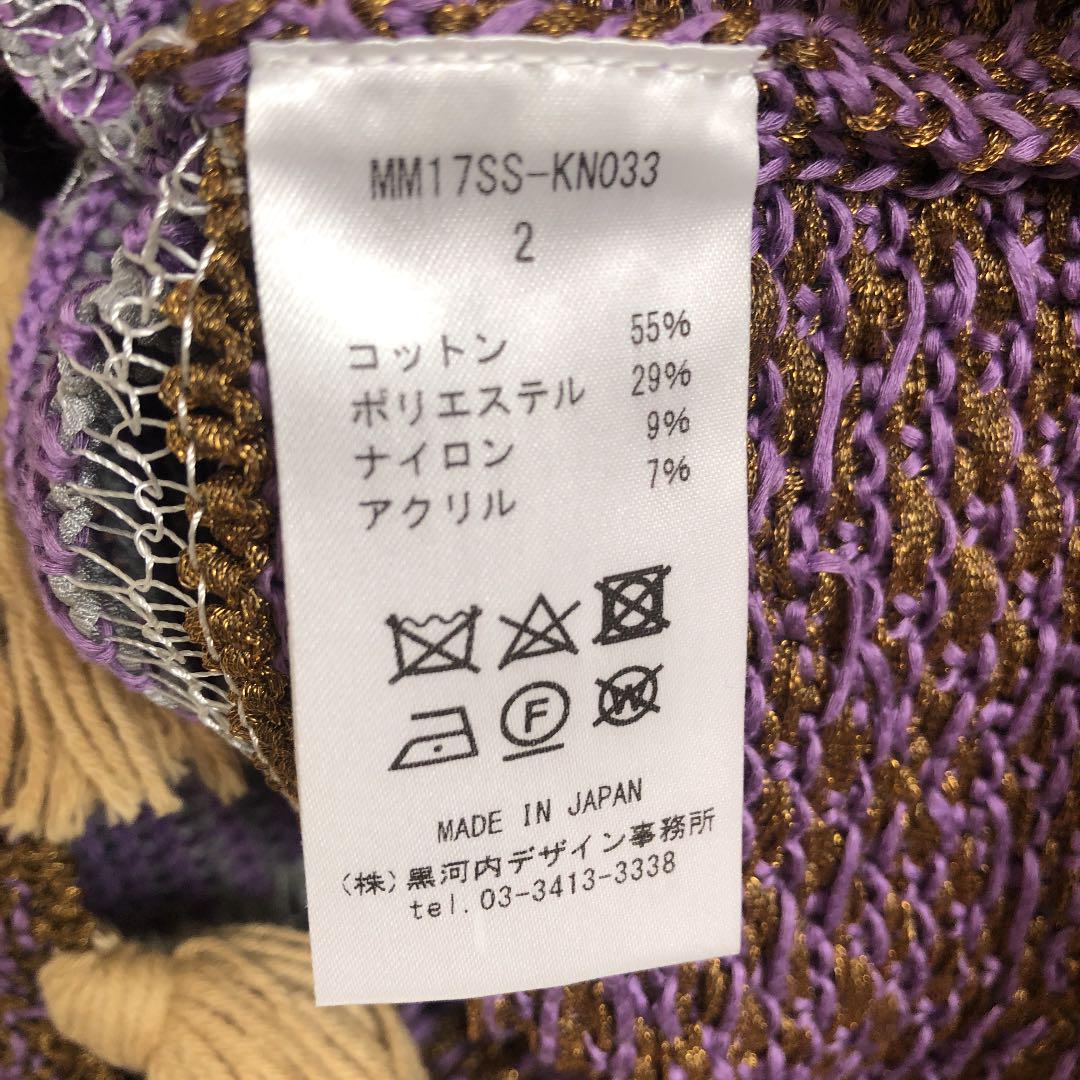 MM17SS-KN033
2
コットン 55%
ポリエステル 29%
ナイロン 9%
アクリル 7%
F W
MADE IN JAPAN
(株)黒河内デザイン事務所
tel.03-3413-3338